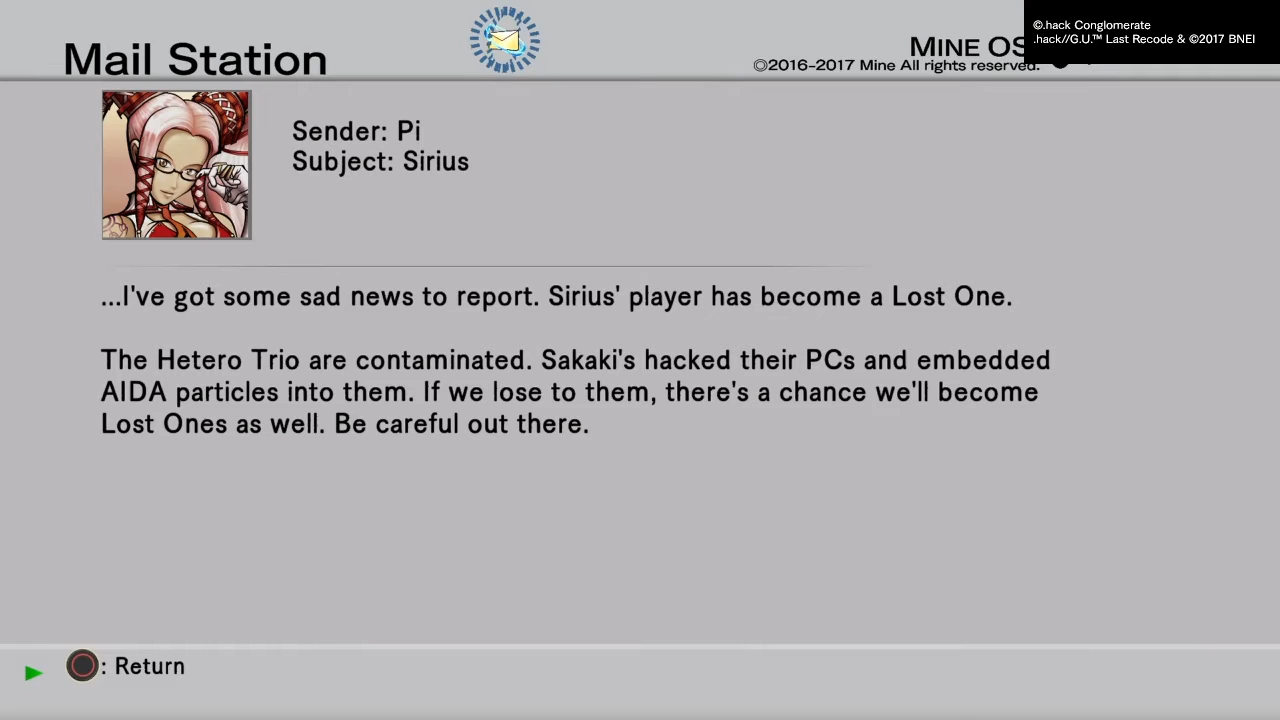 Mail Station
©.hack Conglomerate
.hack//G.U.™ Last Recode & ©2017 BNEI
MINE OS
©2016-2017 Mine All rights reserved.
Sender: Pi
Subject: Sirius
...I've got some sad news to report. Sirius' player has become a Lost One.
The Hetero Trio are contaminated. Sakaki's hacked their PCs and embedded
AIDA particles into them. If we lose to them, there's a chance we'll become
Lost Ones as well. Be careful out there.
: Return